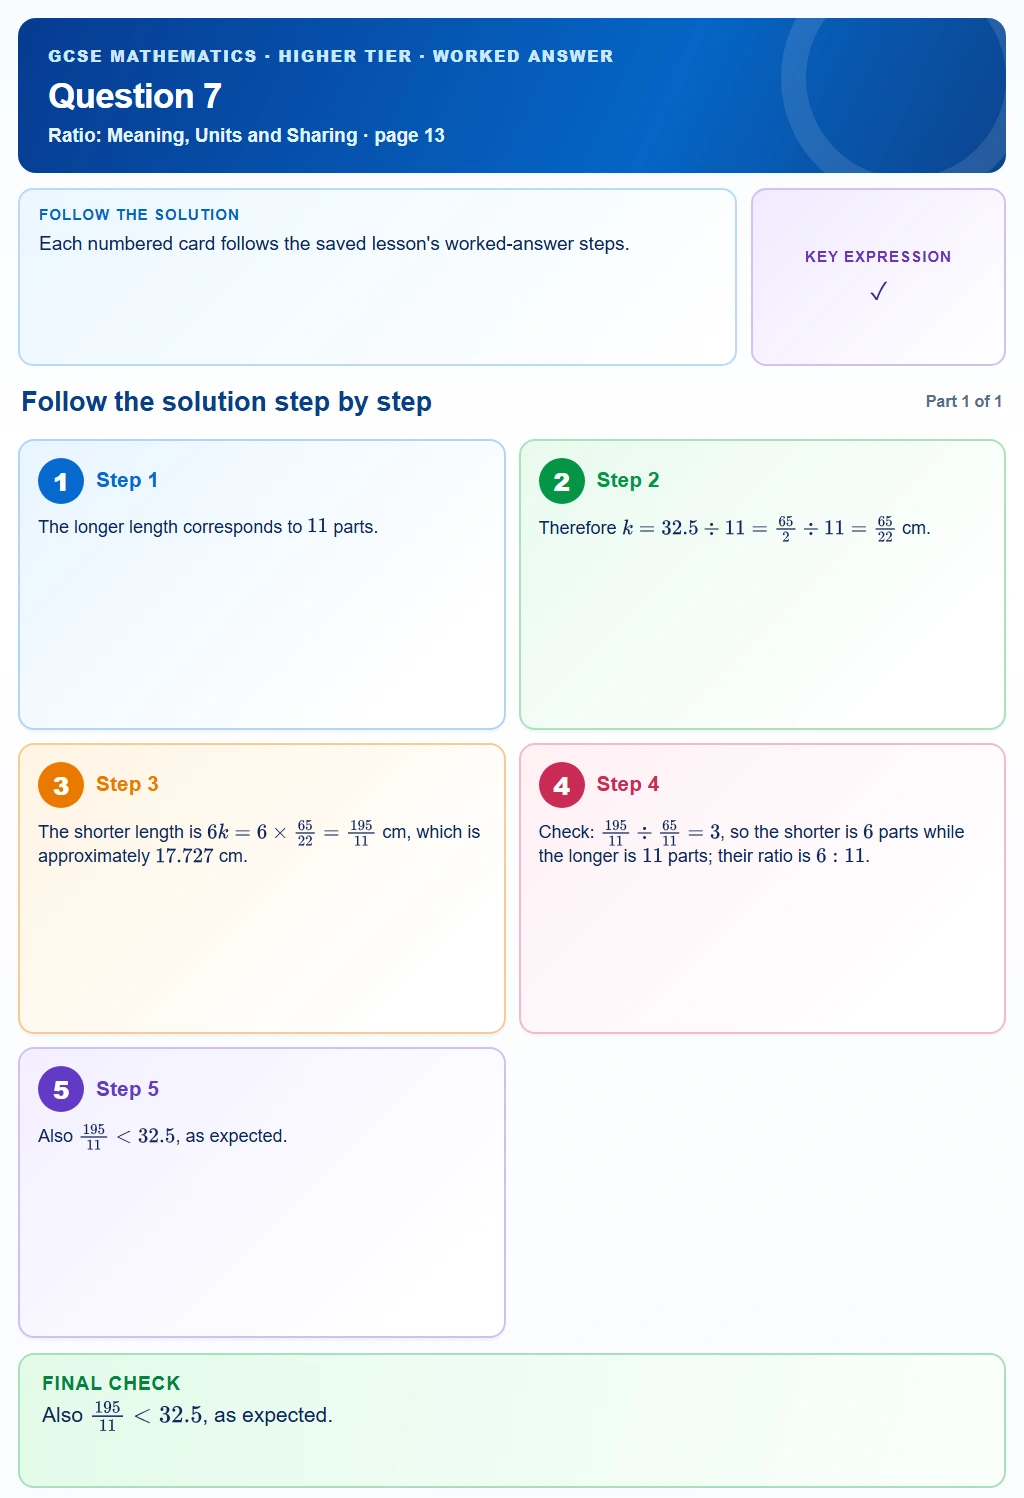 GCSE MATHEMATICS · HIGHER TIER · WORKED ANSWER
Question 7
Ratio: Meaning, Units and Sharing · page 13
FOLLOW THE SOLUTION
Each numbered card follows the saved lesson's worked-answer steps.
KEY EXPRESSION
✓
Follow the solution step by step
Part 1 of 1
1 Step 1
The longer length corresponds to 11 parts.
2 Step 2
Therefore k = 32.5 ÷ 11 = 65/2 ÷ 11 = 65/22 cm.
3 Step 3
The shorter length is 6k = 6 × 65/22 = 195/11 cm, which is
approximately 17.727 cm.
4 Step 4
Check: 195/11 ÷ 65/11 = 3, so the shorter is 6 parts while
the longer is 11 parts; their ratio is 6 : 11.
5 Step 5
Also 195/11 < 32.5, as expected.
FINAL CHECK
Also 195/11 < 32.5, as expected.